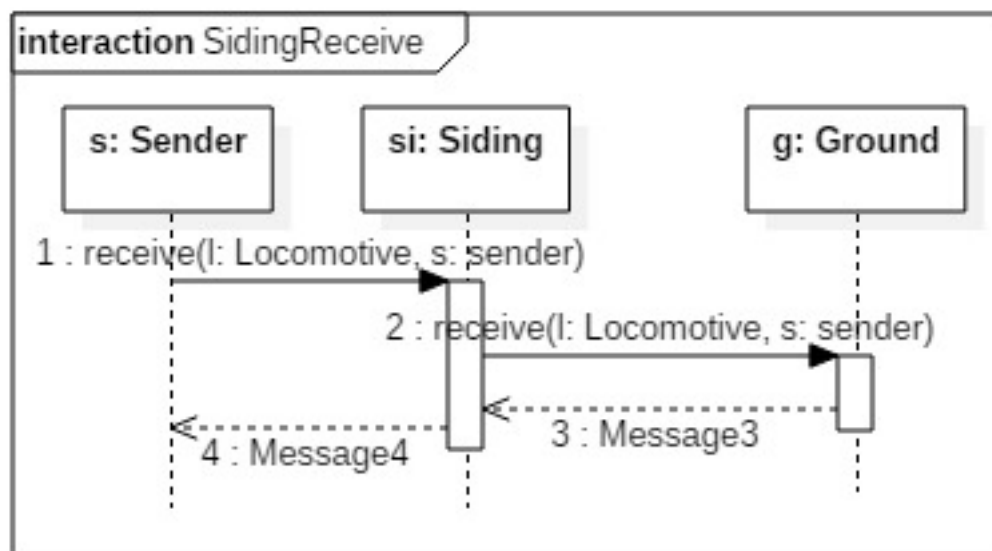 interaction SidingReceive
s: Sender
si: Siding
g: Ground
1 : receive(l: Locomotive, s: sender)
2 : receive(l: Locomotive, s: sender)
3 : Message3
4 : Message4